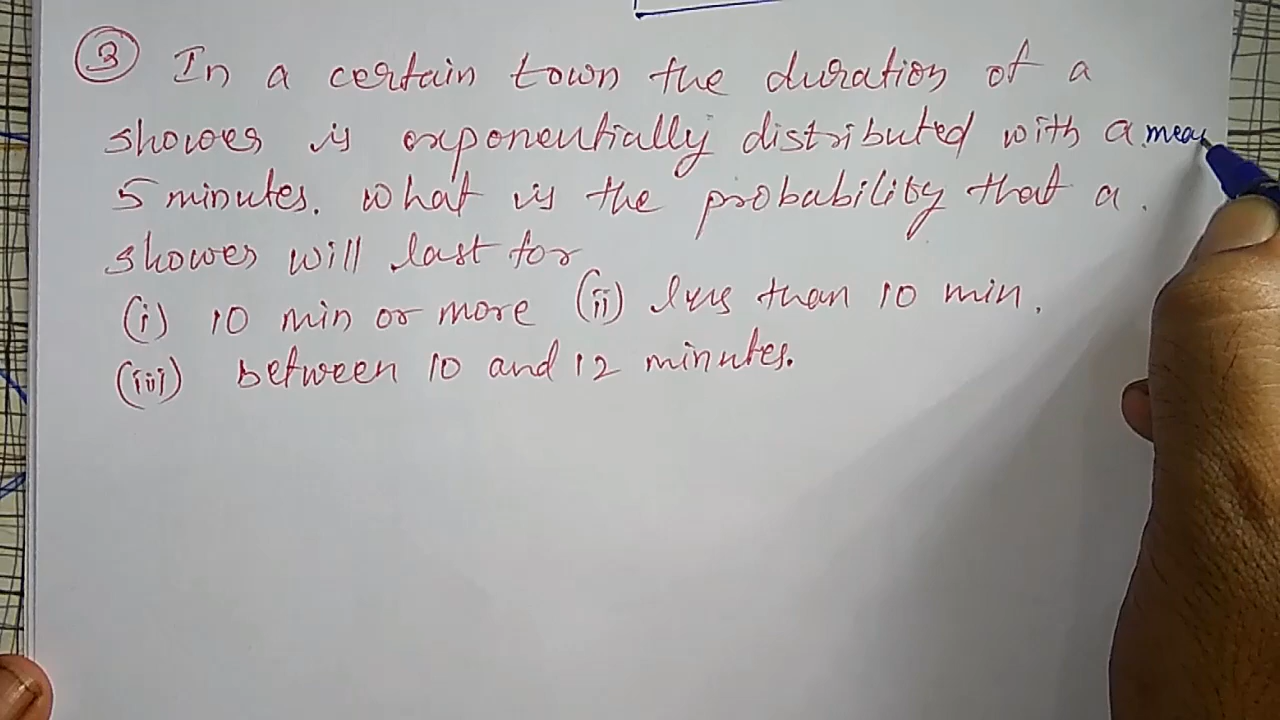 ③ In a certain town the duration of a
shower is exponentially distributed with a mean
5 minutes. What is the probability that a
shower will last for
(i) 10 min or more (ii) less than 10 min.
(iii) between 10 and 12 minutes.